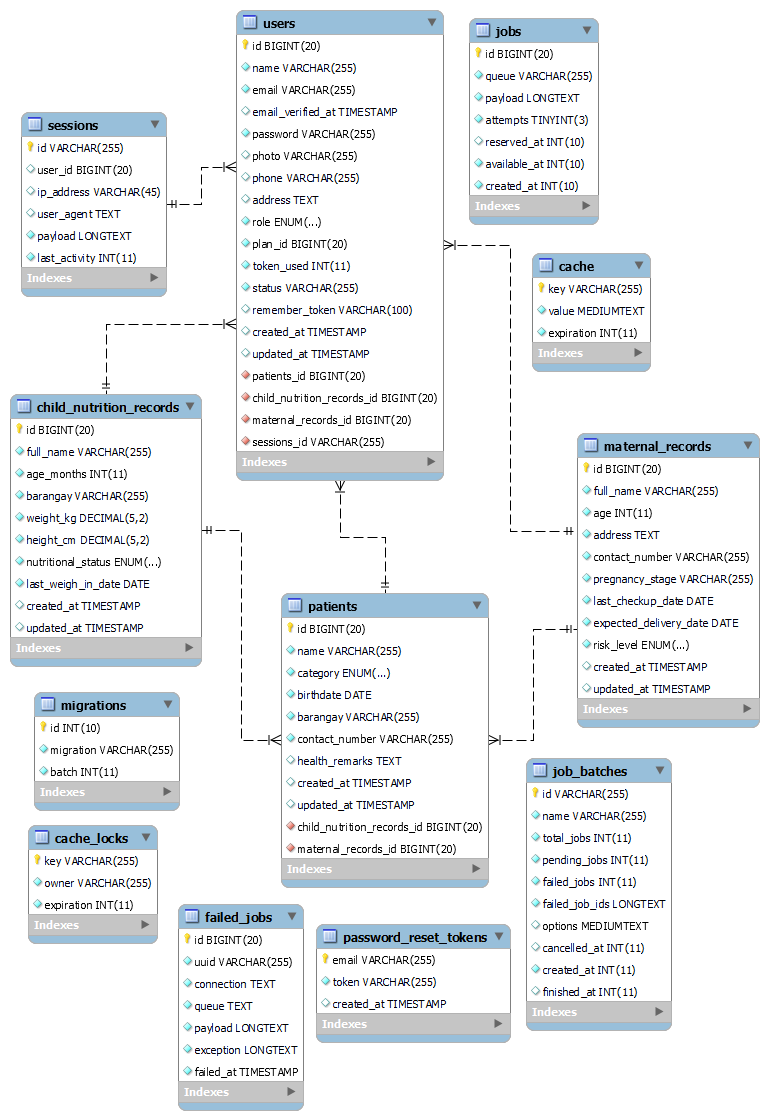 users
id BIGINT(20)
name VARCHAR(255)
email VARCHAR(255)
email_verified_at TIMESTAMP
password VARCHAR(255)
photo VARCHAR(255)
phone VARCHAR(255)
address TEXT
role ENUM(...)
plan_id BIGINT(20)
token_used INT(11)
status VARCHAR(255)
remember_token VARCHAR(100)
created_at TIMESTAMP
updated_at TIMESTAMP
patients_id BIGINT(20)
child_nutrition_records_id BIGINT(20)
maternal_records_id BIGINT(20)
sessions_id VARCHAR(255)
Indexes
jobs
id BIGINT(20)
queue VARCHAR(255)
payload LONGTEXT
attempts TINYINT(3)
reserved_at INT(10)
available_at INT(10)
created_at INT(10)
Indexes
sessions
id VARCHAR(255)
user_id BIGINT(20)
ip_address VARCHAR(45)
user_agent TEXT
payload LONGTEXT
last_activity INT(11)
Indexes
cache
key VARCHAR(255)
value MEDIUMTEXT
expiration INT(11)
Indexes
child_nutrition_records
id BIGINT(20)
full_name VARCHAR(255)
age_months INT(11)
barangay VARCHAR(255)
weight_kg DECIMAL(5,2)
height_cm DECIMAL(5,2)
nutritional_status ENUM(...)
last_weigh_in_date DATE
created_at TIMESTAMP
updated_at TIMESTAMP
Indexes
maternal_records
id BIGINT(20)
full_name VARCHAR(255)
age INT(11)
address TEXT
contact_number VARCHAR(255)
pregnancy_stage VARCHAR(255)
last_checkup_date DATE
expected_delivery_date DATE
risk_level ENUM(...)
created_at TIMESTAMP
updated_at TIMESTAMP
Indexes
patients
id BIGINT(20)
name VARCHAR(255)
category ENUM(...)
birthdate DATE
barangay VARCHAR(255)
contact_number VARCHAR(255)
health_remarks TEXT
created_at TIMESTAMP
updated_at TIMESTAMP
child_nutrition_records_id BIGINT(20)
maternal_records_id BIGINT(20)
Indexes
migrations
id INT(10)
migration VARCHAR(255)
batch INT(11)
Indexes
job_batches
id VARCHAR(255)
name VARCHAR(255)
total_jobs INT(11)
pending_jobs INT(11)
failed_jobs INT(11)
failed_job_ids LONGTEXT
options MEDIUMTEXT
cancelled_at INT(11)
created_at INT(11)
finished_at INT(11)
Indexes
cache_locks
key VARCHAR(255)
owner VARCHAR(255)
expiration INT(11)
Indexes
failed_jobs
id BIGINT(20)
uuid VARCHAR(255)
connection TEXT
queue TEXT
payload LONGTEXT
exception LONGTEXT
failed_at TIMESTAMP
Indexes
password_reset_tokens
email VARCHAR(255)
token VARCHAR(255)
created_at TIMESTAMP
Indexes